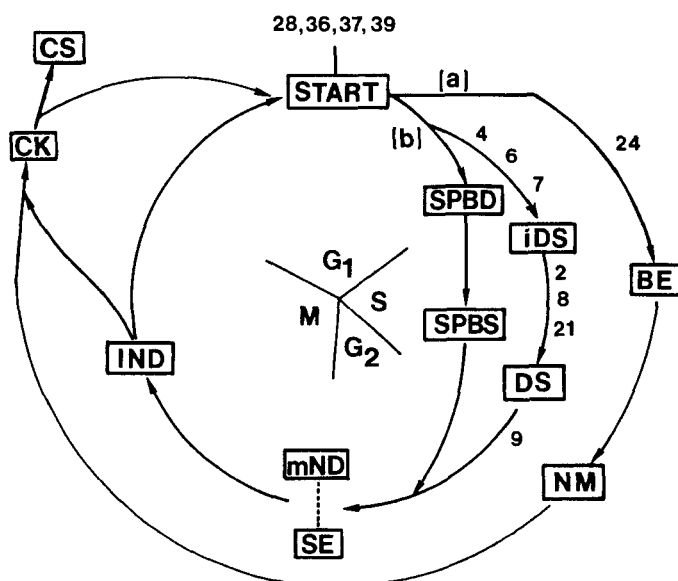 28,36,37,39
CS
START
(a)
(b)
4
6
7
24
CK
SPBD
iDS
G1
S
M
G2
2
8
21
BE
SPBS
IND
DS
9
mND
NM
SE